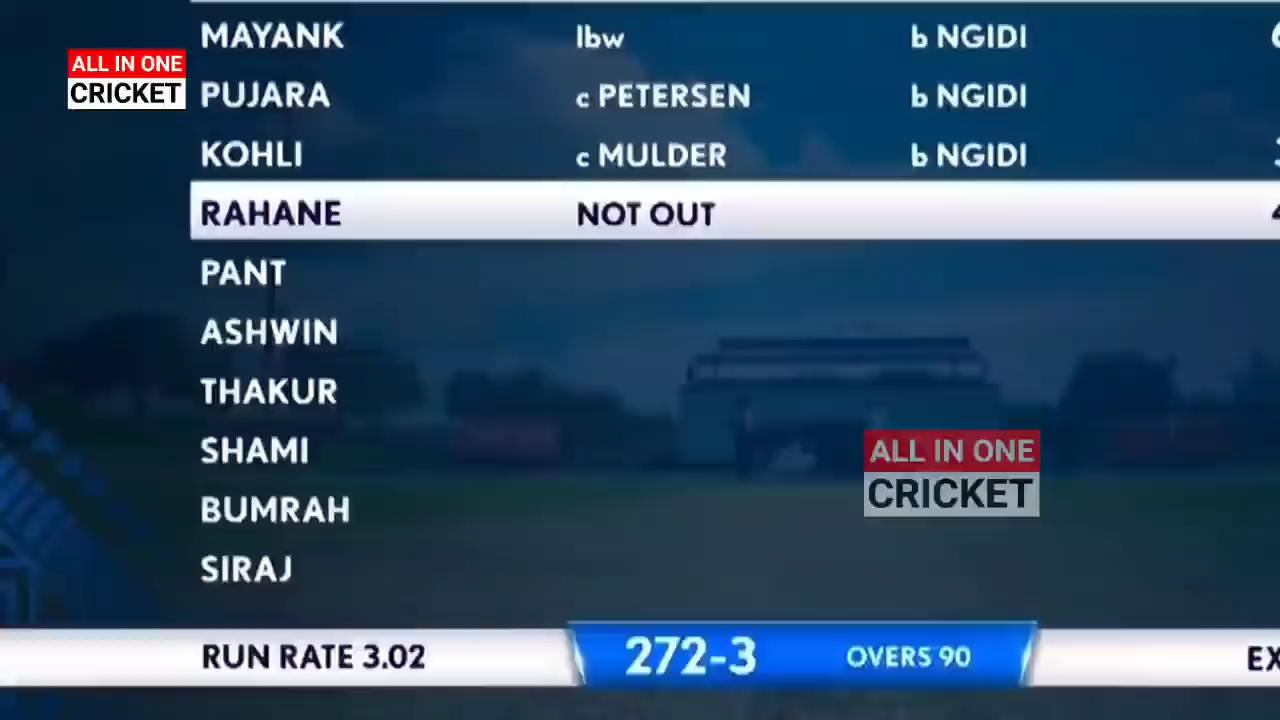 MAYANK lbw b NGIDI
ALL IN ONE
CRICKET
PUJARA c PETERSEN b NGIDI
KOHLI c MULDER b NGIDI
RAHANE NOT OUT
PANT
ASHWIN
THAKUR
SHAMI
ALL IN ONE
CRICKET
BUMRAH
SIRAJ
RUN RATE 3.02 272-3 OVERS 90